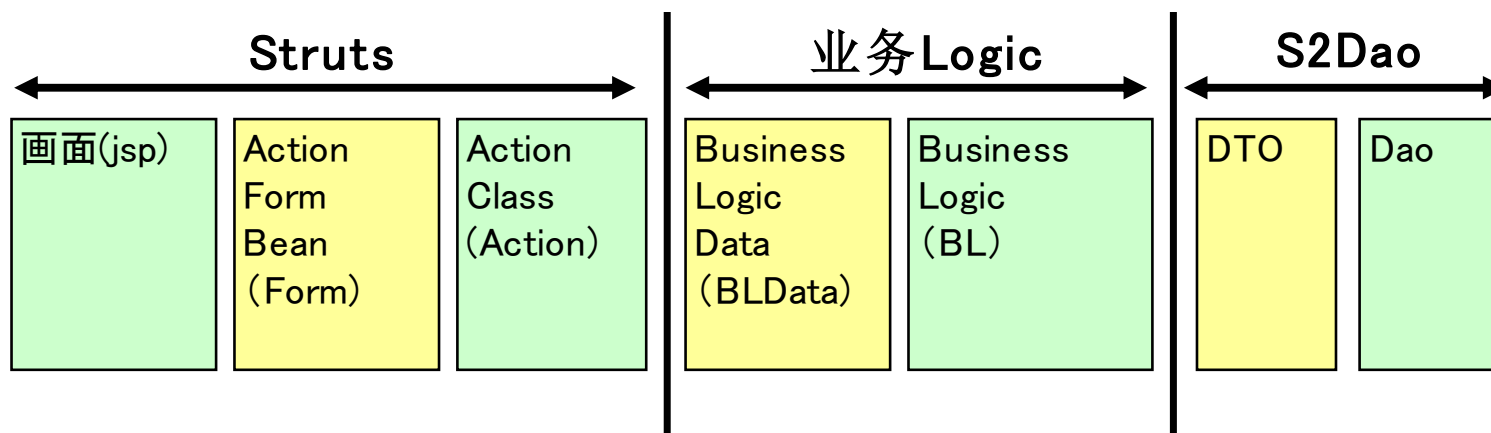 Struts
业务Logic
S2Dao
画面(jsp)
Action
Form
Bean
(Form)
Action
Class
(Action)
Business
Logic
Data
(BLData)
Business
Logic
(BL)
DTO
Dao